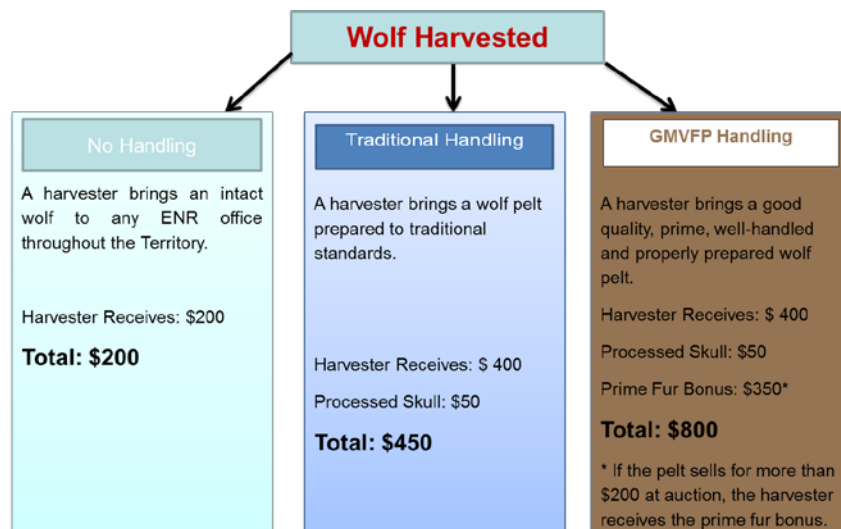 Wolf Harvested
No Handling
A harvester brings an intact
wolf to any ENR office
throughout the Territory.
Harvester Receives: $200
Total: $200
Traditional Handling
A harvester brings a wolf pelt
prepared to traditional
standards.
Harvester Receives: $ 400
Processed Skull: $50
Total: $450
GMVFP Handling
A harvester brings a good
quality, prime, well-handled
and properly prepared wolf
pelt.
Harvester Receives: $ 400
Processed Skull: $50
Prime Fur Bonus: $350*
Total: $800
* If the pelt sells for more than
$200 at auction, the harvester
receives the prime fur bonus.